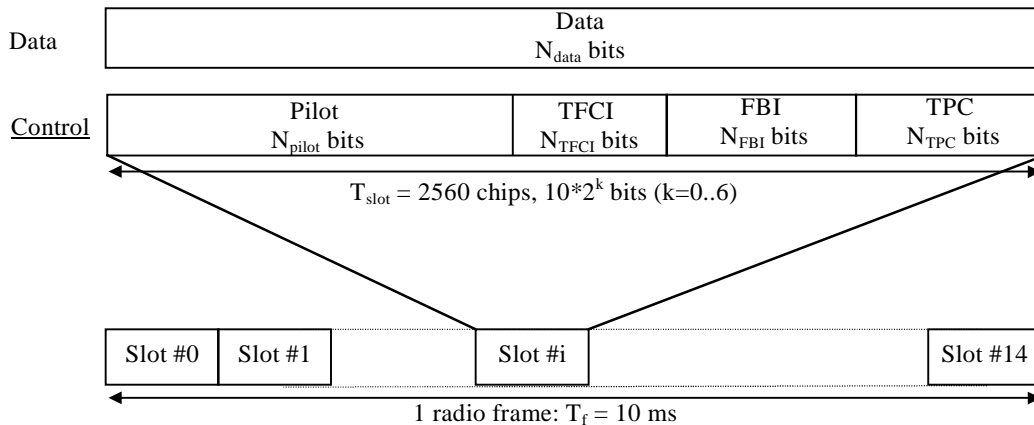 Data
Data
N_data bits
Control
Pilot
N_pilot bits
TFCI
N_TFCI bits
FBI
N_FBI bits
TPC
N_TPC bits
T_slot = 2560 chips, 10*2^k bits (k=0..6)
Slot #0
Slot #1
Slot #i
Slot #14
1 radio frame: T_f = 10 ms